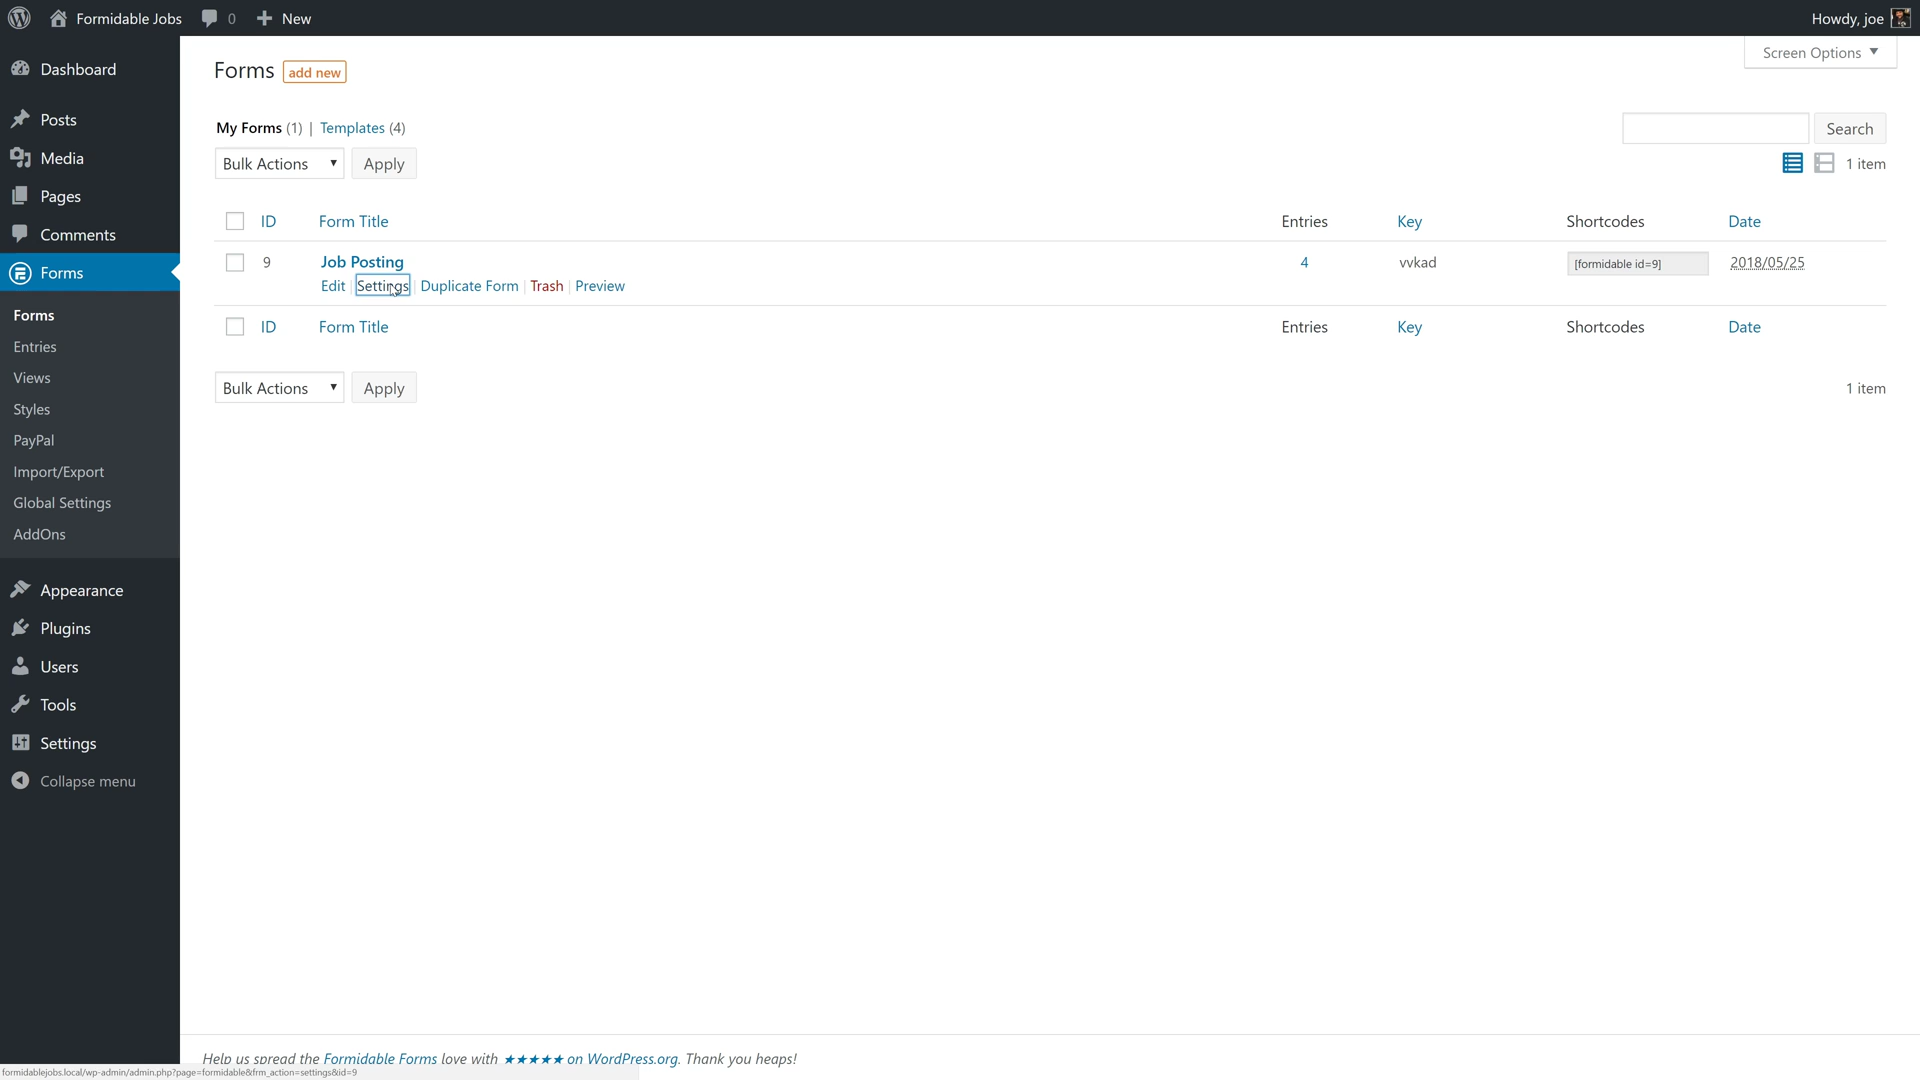 Formidable Jobs 0 New Howdy, joe
Screen Options ▼
Dashboard
Posts
Media
Pages
Comments
Forms
Forms
Entries
Views
Styles
PayPal
Import/Export
Global Settings
AddOns
Appearance
Plugins
Users
Tools
Settings
Collapse menu
Forms add new
My Forms (1) | Templates (4)
Search
Bulk Actions ▼ Apply
1 item
ID Form Title Entries Key Shortcodes Date
9 Job Posting 4 vvkad [formidable id=9] 2018/05/25
Edit | Settings | Duplicate Form | Trash | Preview
ID Form Title Entries Key Shortcodes Date
Bulk Actions ▼ Apply 1 item
Help us spread the Formidable Forms love with ★★★★★ on WordPress.org. Thank you heaps!
formidablejobs.local/wp-admin/admin.php?page=formidable&frm_action=settings&id=9